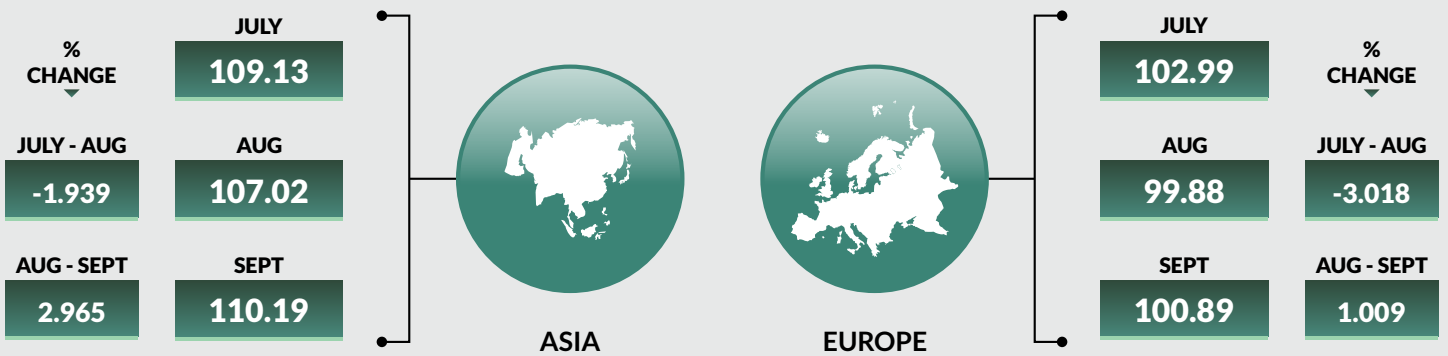 %
CHANGE
JULY
109.13
JULY - AUG
-1.939
AUG
107.02
AUG - SEPT
2.965
SEPT
110.19
ASIA
EUROPE
JULY
102.99
%
CHANGE
AUG
99.88
JULY - AUG
-3.018
SEPT
100.89
AUG - SEPT
1.009